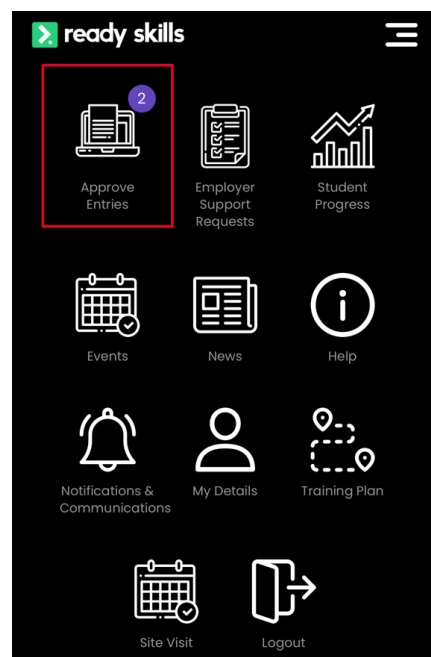 ready skills
2
Approve
Entries
Employer
Support
Requests
Student
Progress
Events
News
Help
Notifications &
Communications
My Details
Training Plan
Site Visit
Logout